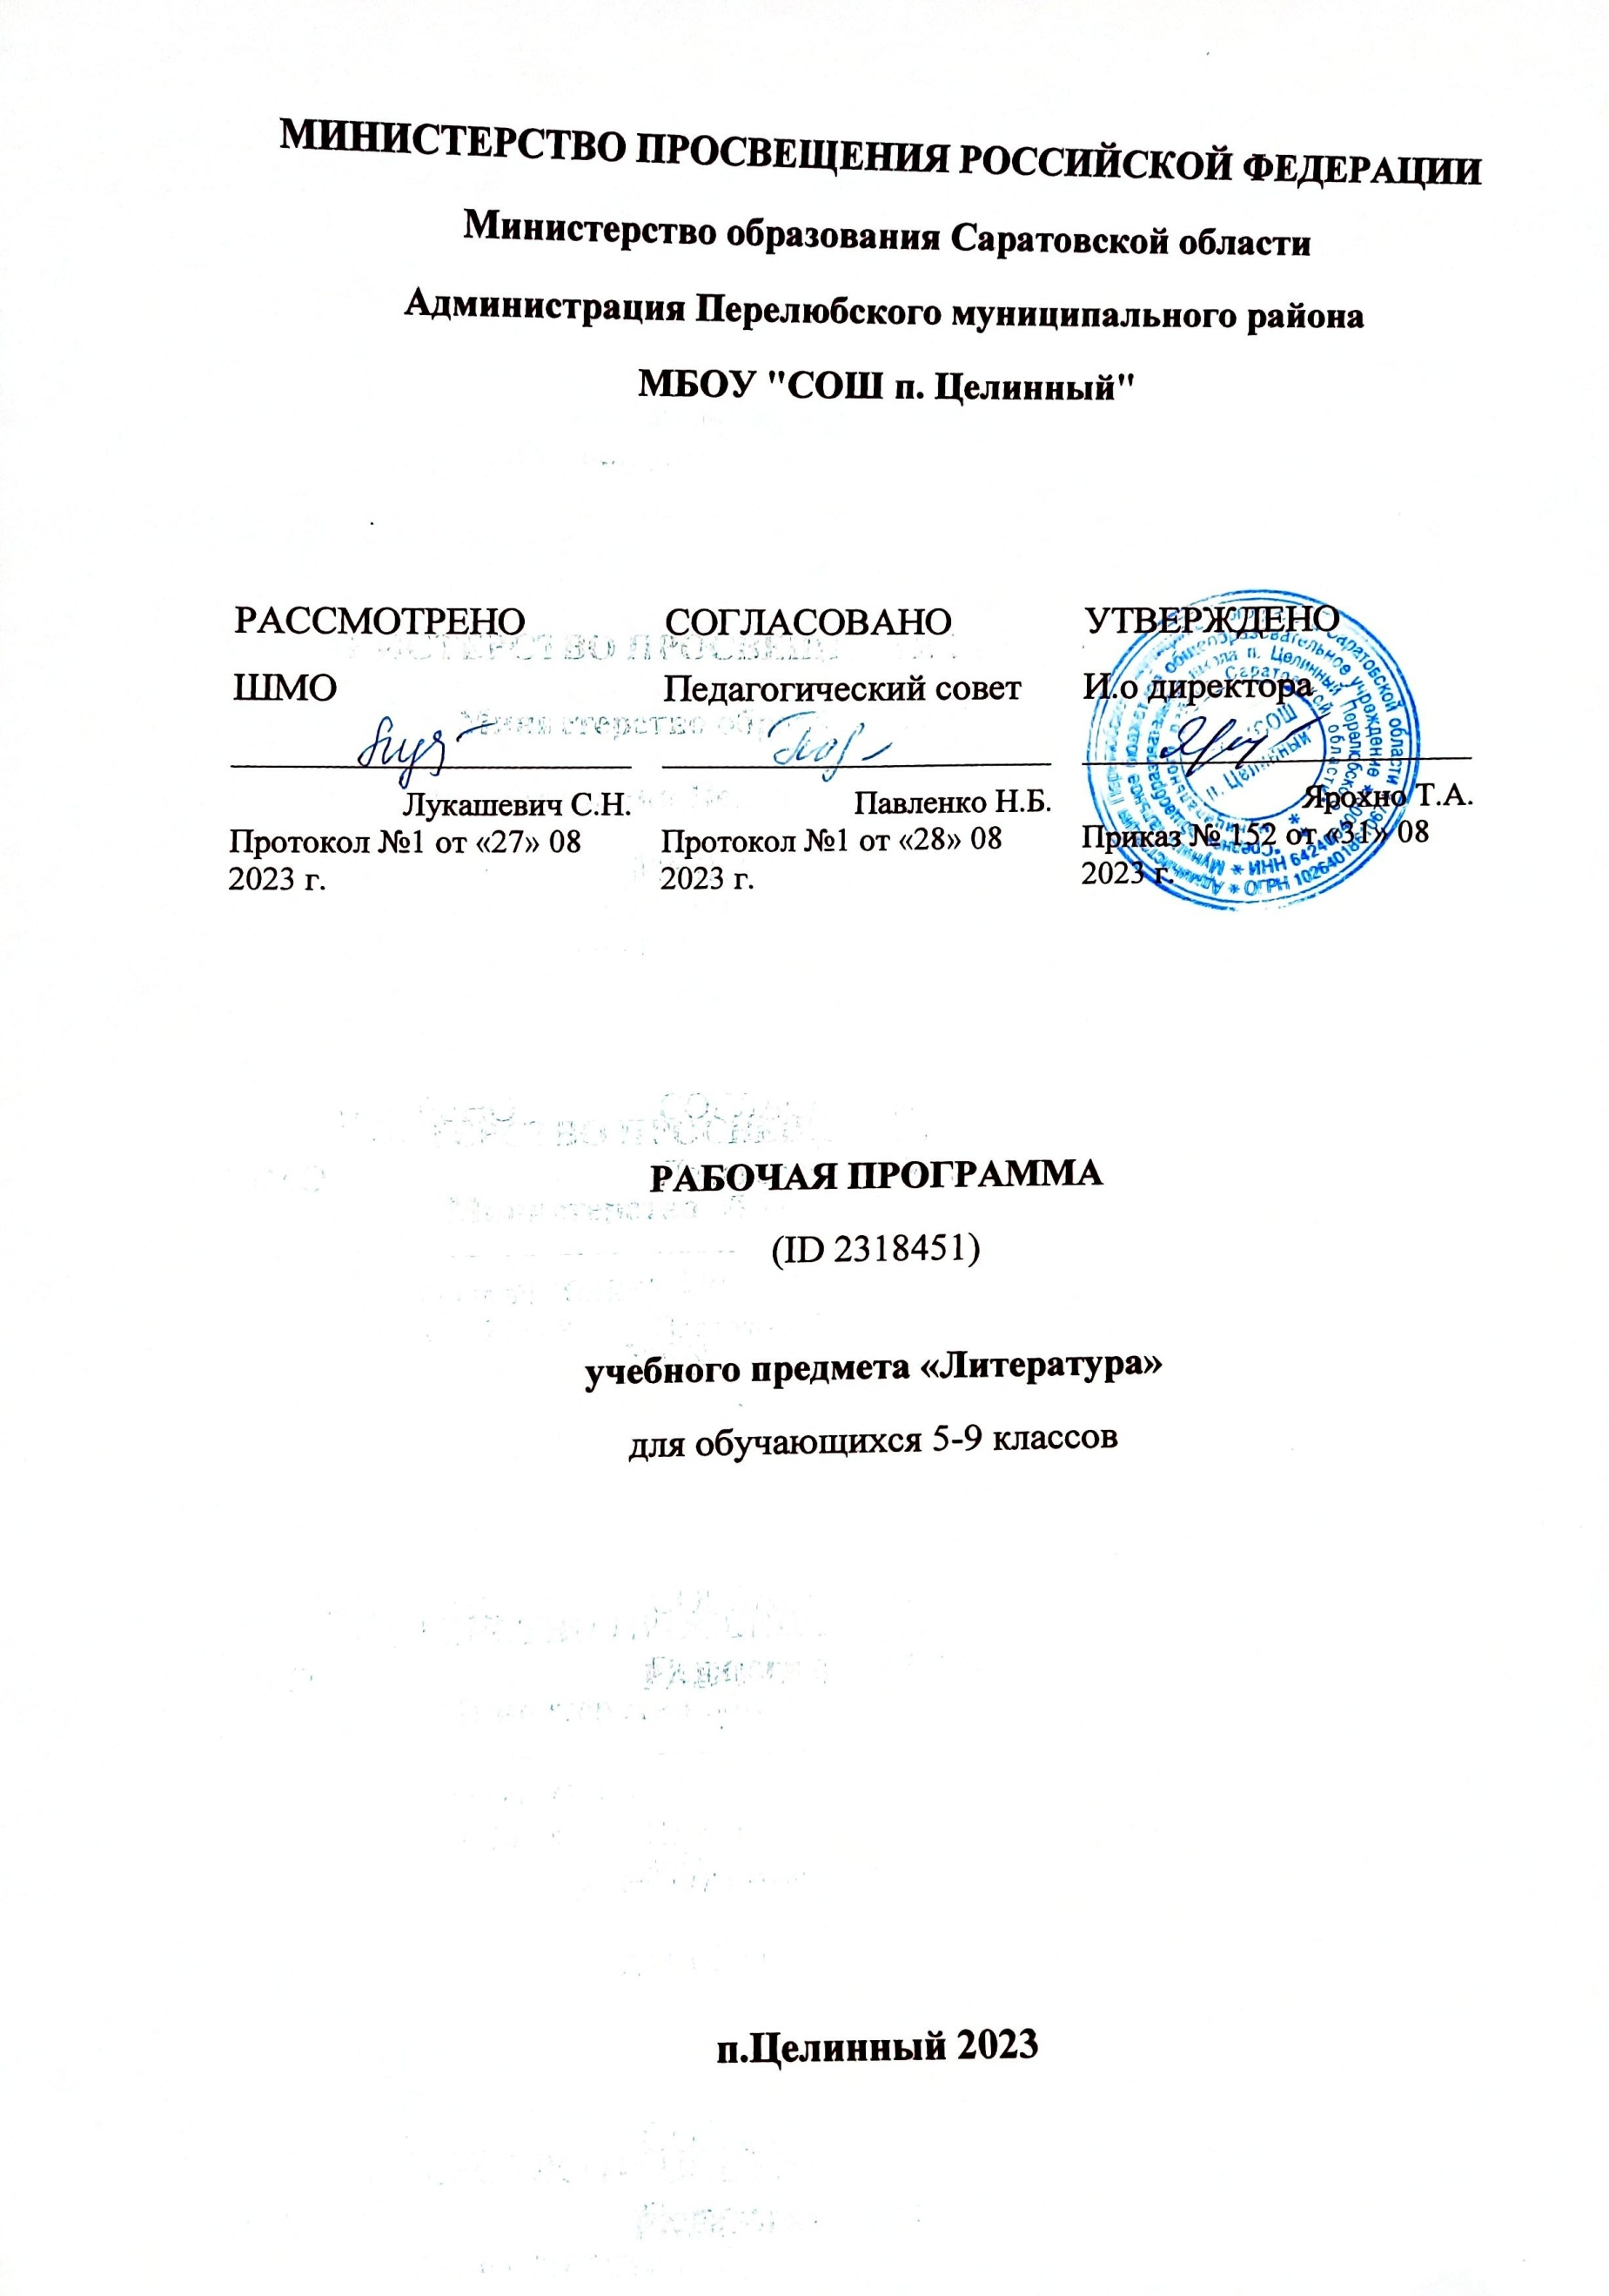 МИНИСТЕРСТВО ПРОСВЕЩЕНИЯ РОССИЙСКОЙ ФЕДЕРАЦИИ
Министерство образования Саратовской области
Администрация Перелюбского муниципального района
МБОУ "СОШ п. Целинный"
РАССМОТРЕНО
ШМО
Лукашевич С.Н.
Протокол №1 от «27» 08
2023 г.
СОГЛАСОВАНО
Педагогический совет
Павленко Н.Б.
Протокол №1 от «28» 08
2023 г.
УТВЕРЖДЕНО
И.о директора
Ярохно Т.А.
Приказ № 152 от «31» 08
2023 г.
СОШ
п. Целинный
РАБОЧАЯ ПРОГРАММА
(ID 2318451)
учебного предмета «Литература»
для обучающихся 5-9 классов
п.Целинный 2023